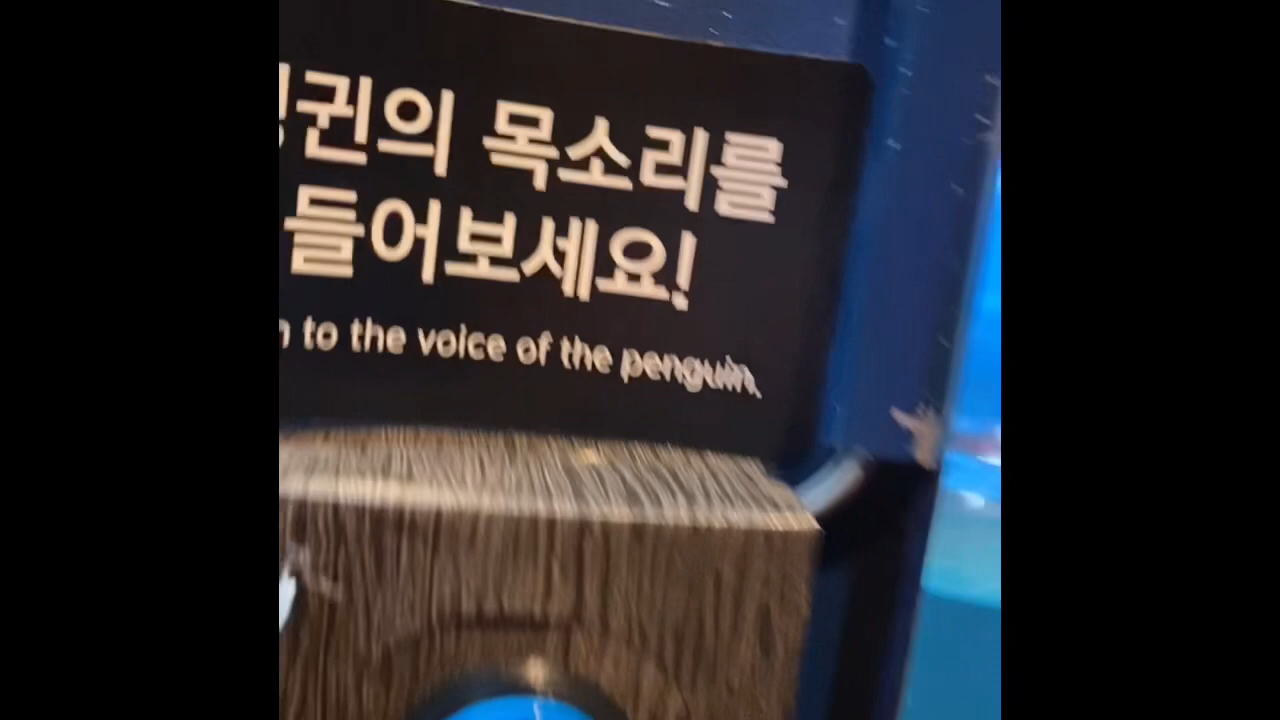 귄의 목소리를
들어보세요!
to the voice of the penguin.